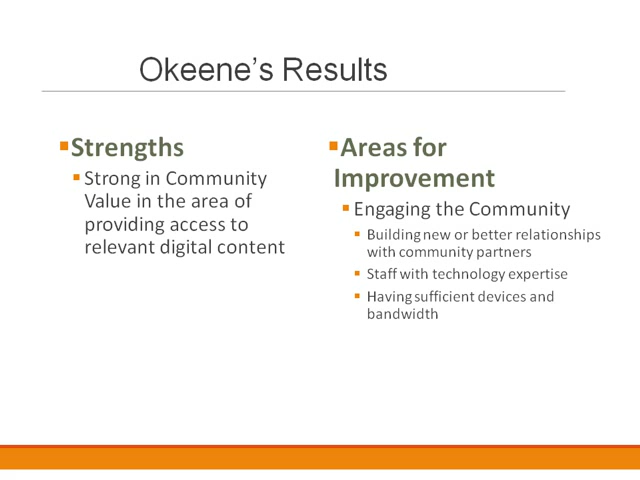 Okeene’s Results
Strengths
Strong in Community
Value in the area of
providing access to
relevant digital content
Areas for
Improvement
Engaging the Community
Building new or better relationships
with community partners
Staff with technology expertise
Having sufficient devices and
bandwidth